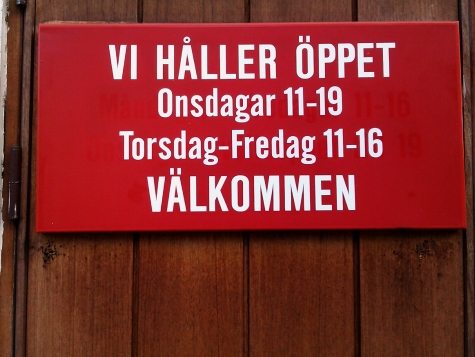 VI HÅLLER ÖPPET
Onsdagar 11-19
Torsdag-Fredag 11-16
VÄLKOMMEN